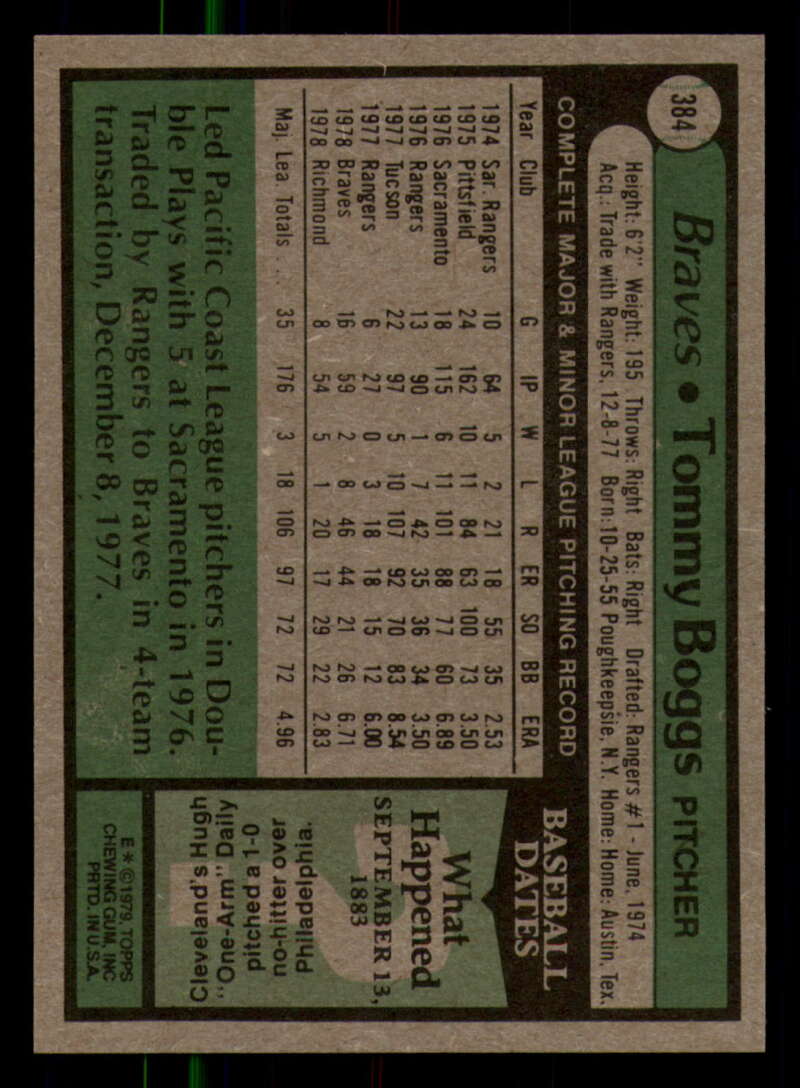 384
Braves • Tommy Boggs PITCHER
Height: 6'2" Weight: 195 Throws: Right Bats: Right Drafted: Rangers #1 - June, 1974
Acq.: Trade with Rangers, 12-8-77 Born: 10-25-55 Poughkeepsie, N.Y. Home: Home: Austin, Tex.
COMPLETE MAJOR & MINOR LEAGUE PITCHING RECORD
Year Club G IP W L R ER SO BB ERA
1974 Sar. Rangers 10 64 5 2 21 18 55 35 2.53
1975 Pittsfield 24 162 10 11 84 63 100 73 3.50
1976 Sacramento 18 115 6 11 101 88 77 60 6.89
1976 Rangers 13 90 1 7 42 35 36 34 3.50
1977 Tucson 22 97 5 10 107 92 70 83 8.54
1977 Rangers 6 27 0 3 18 18 15 12 6.00
1978 Braves 16 59 2 8 46 44 21 26 6.71
1978 Richmond 8 54 5 1 20 17 29 22 2.83
Maj. Lea. Totals . . . 35 176 3 18 106 97 72 72 4.96
Led Pacific Coast League pitchers in Dou-
ble Plays with 5 at Sacramento in 1976.
Traded by Rangers to Braves in 4-team
transaction, December 8, 1977.
BASEBALL
DATES
What
Happened
SEPTEMBER 13,
1883
Cleveland's Hugh
"One-Arm" Daily
pitched a 1-0
no-hitter over
Philadelphia.
E * © 1979, TOPPS
CHEWING GUM, INC
PRTD. IN U.S.A.